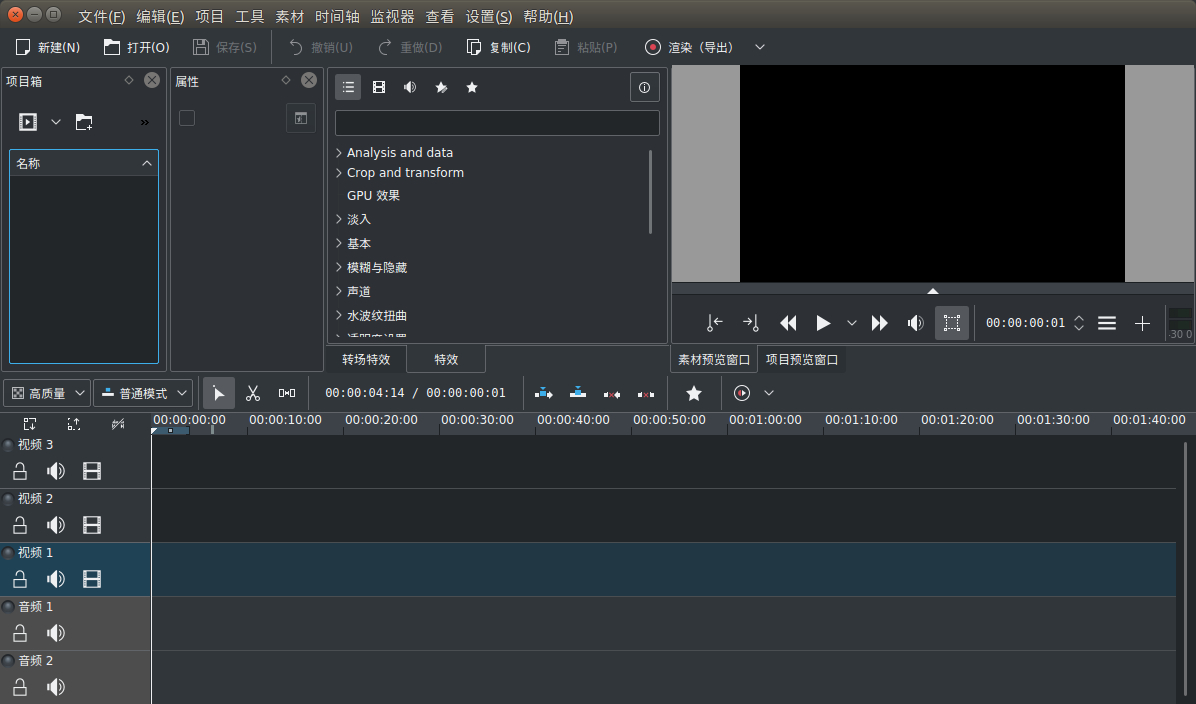 文件(F) 编辑(E) 项目 工具 素材 时间轴 监视器 查看 设置(S) 帮助(H)
新建(N) 打开(O) 保存(S) 撤销(U) 重做(D) 复制(C) 粘贴(P) 渲染（导出）
项目箱
»
名称
属性
Analysis and data
Crop and transform
GPU 效果
淡入
基本
模糊与隐藏
声道
水波纹扭曲
转场特效 特效
00:00:00:01
-30 0
素材预览窗口 项目预览窗口
高质量 普通模式 00:00:04:14 / 00:00:00:01
00:00:00:00 00:00:10:00 00:00:20:00 00:00:30:00 00:00:40:00 00:00:50:00 00:01:00:00 00:01:10:00 00:01:20:00 00:01:30:00 00:01:40:00
视频 3
视频 2
视频 1
音频 1
音频 2